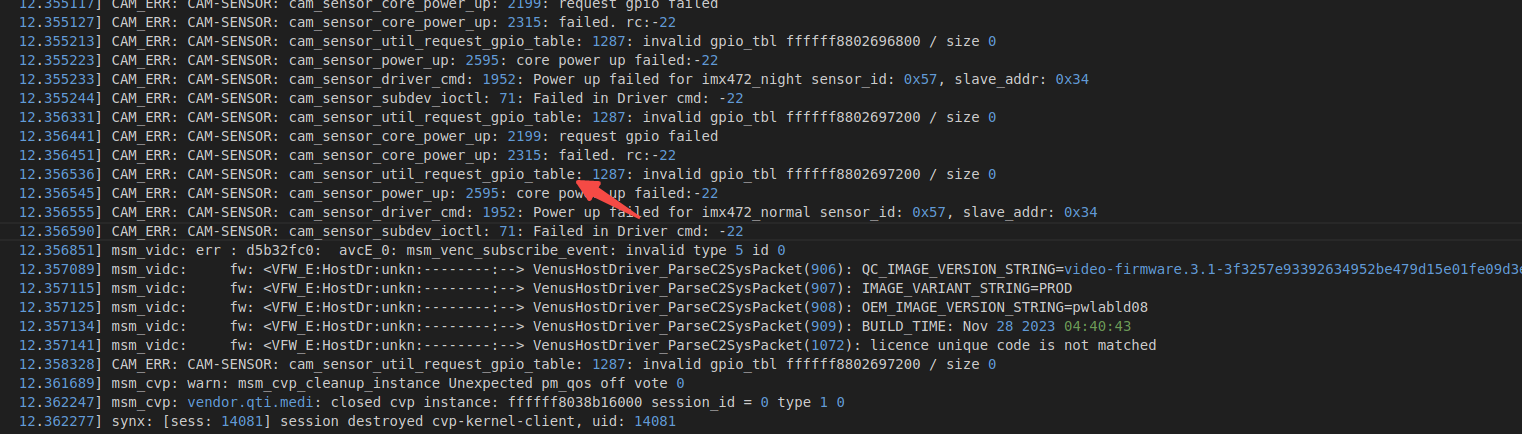 12.355117] CAM_ERR: CAM-SENSOR: cam_sensor_core_power_up: 2199: request gpio failed
12.355127] CAM_ERR: CAM-SENSOR: cam_sensor_core_power_up: 2315: failed. rc:-22
12.355213] CAM_ERR: CAM-SENSOR: cam_sensor_util_request_gpio_table: 1287: invalid gpio_tbl ffffff8802696800 / size 0
12.355223] CAM_ERR: CAM-SENSOR: cam_sensor_power_up: 2595: core power up failed:-22
12.355233] CAM_ERR: CAM-SENSOR: cam_sensor_driver_cmd: 1952: Power up failed for imx472_night sensor_id: 0x57, slave_addr: 0x34
12.355244] CAM_ERR: CAM-SENSOR: cam_sensor_subdev_ioctl: 71: Failed in Driver cmd: -22
12.356331] CAM_ERR: CAM-SENSOR: cam_sensor_util_request_gpio_table: 1287: invalid gpio_tbl ffffff8802697200 / size 0
12.356441] CAM_ERR: CAM-SENSOR: cam_sensor_core_power_up: 2199: request gpio failed
12.356451] CAM_ERR: CAM-SENSOR: cam_sensor_core_power_up: 2315: failed. rc:-22
12.356536] CAM_ERR: CAM-SENSOR: cam_sensor_util_request_gpio_table: 1287: invalid gpio_tbl ffffff8802697200 / size 0
12.356545] CAM_ERR: CAM-SENSOR: cam_sensor_power_up: 2595: core power up failed:-22
12.356555] CAM_ERR: CAM-SENSOR: cam_sensor_driver_cmd: 1952: Power up failed for imx472_normal sensor_id: 0x57, slave_addr: 0x34
12.356590] CAM_ERR: CAM-SENSOR: cam_sensor_subdev_ioctl: 71: Failed in Driver cmd: -22
12.356851] msm_vidc: err : d5b32fc0:  avcE_0: msm_venc_subscribe_event: invalid type 5 id 0
12.357089] msm_vidc:     fw: <VFW_E:HostDr:unkn:--------:--> VenusHostDriver_ParseC2SysPacket(906): QC_IMAGE_VERSION_STRING=video-firmware.3.1-3f3257e93392634952be479d15e01fe09d3e
12.357115] msm_vidc:     fw: <VFW_E:HostDr:unkn:--------:--> VenusHostDriver_ParseC2SysPacket(907): IMAGE_VARIANT_STRING=PROD
12.357125] msm_vidc:     fw: <VFW_E:HostDr:unkn:--------:--> VenusHostDriver_ParseC2SysPacket(908): OEM_IMAGE_VERSION_STRING=pwlabld08
12.357134] msm_vidc:     fw: <VFW_E:HostDr:unkn:--------:--> VenusHostDriver_ParseC2SysPacket(909): BUILD_TIME: Nov 28 2023 04:40:43
12.357141] msm_vidc:     fw: <VFW_E:HostDr:unkn:--------:--> VenusHostDriver_ParseC2SysPacket(1072): licence unique code is not matched
12.358328] CAM_ERR: CAM-SENSOR: cam_sensor_util_request_gpio_table: 1287: invalid gpio_tbl ffffff8802697200 / size 0
12.361689] msm_cvp: warn: msm_cvp_cleanup_instance Unexpected pm_qos off vote 0
12.362247] msm_cvp: vendor.qti.medi: closed cvp instance: ffffff8038b16000 session_id = 0 type 1 0
12.362277] synx: [sess: 14081] session destroyed cvp-kernel-client, uid: 14081